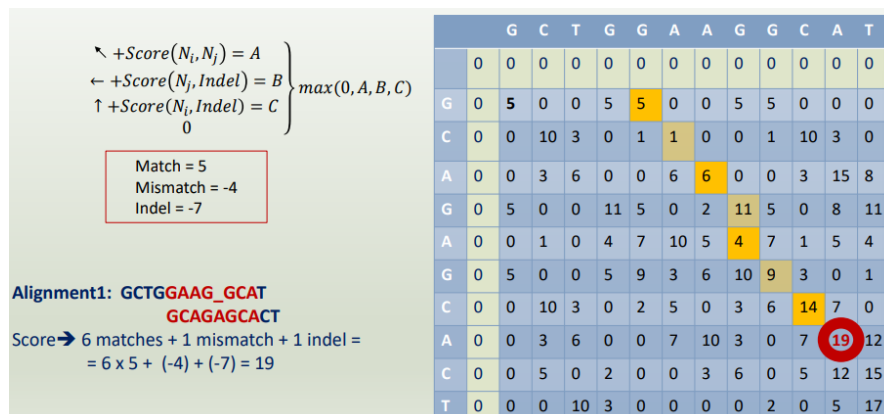 ↖ +Score(Nᵢ, Nⱼ) = A
← +Score(Nⱼ, Indel) = B
↑ +Score(Nᵢ, Indel) = C
0
max(0, A, B, C)
Match = 5
Mismatch = -4
Indel = -7
Alignment1: GCTGGAAG_GCAT
GCAGAGCACT
Score→ 6 matches + 1 mismatch + 1 indel =
= 6 x 5 + (-4) + (-7) = 19
G C T G G A A G G C A T
0 0 0 0 0 0 0 0 0 0 0 0 0
G 0 5 0 0 5 5 0 0 5 5 0 0 0
C 0 0 10 3 0 1 1 0 0 1 10 3 0
A 0 0 3 6 0 0 6 6 0 0 3 15 8
G 0 5 0 0 11 5 0 2 11 5 0 8 11
A 0 0 1 0 4 7 10 5 4 7 1 5 4
G 0 5 0 0 5 9 3 6 10 9 3 0 1
C 0 0 10 3 0 2 5 0 3 6 14 7 0
A 0 0 3 6 0 0 7 10 3 0 7 19 12
C 0 0 5 0 2 0 0 3 6 0 5 12 15
T 0 0 0 10 3 0 0 0 0 2 0 5 17